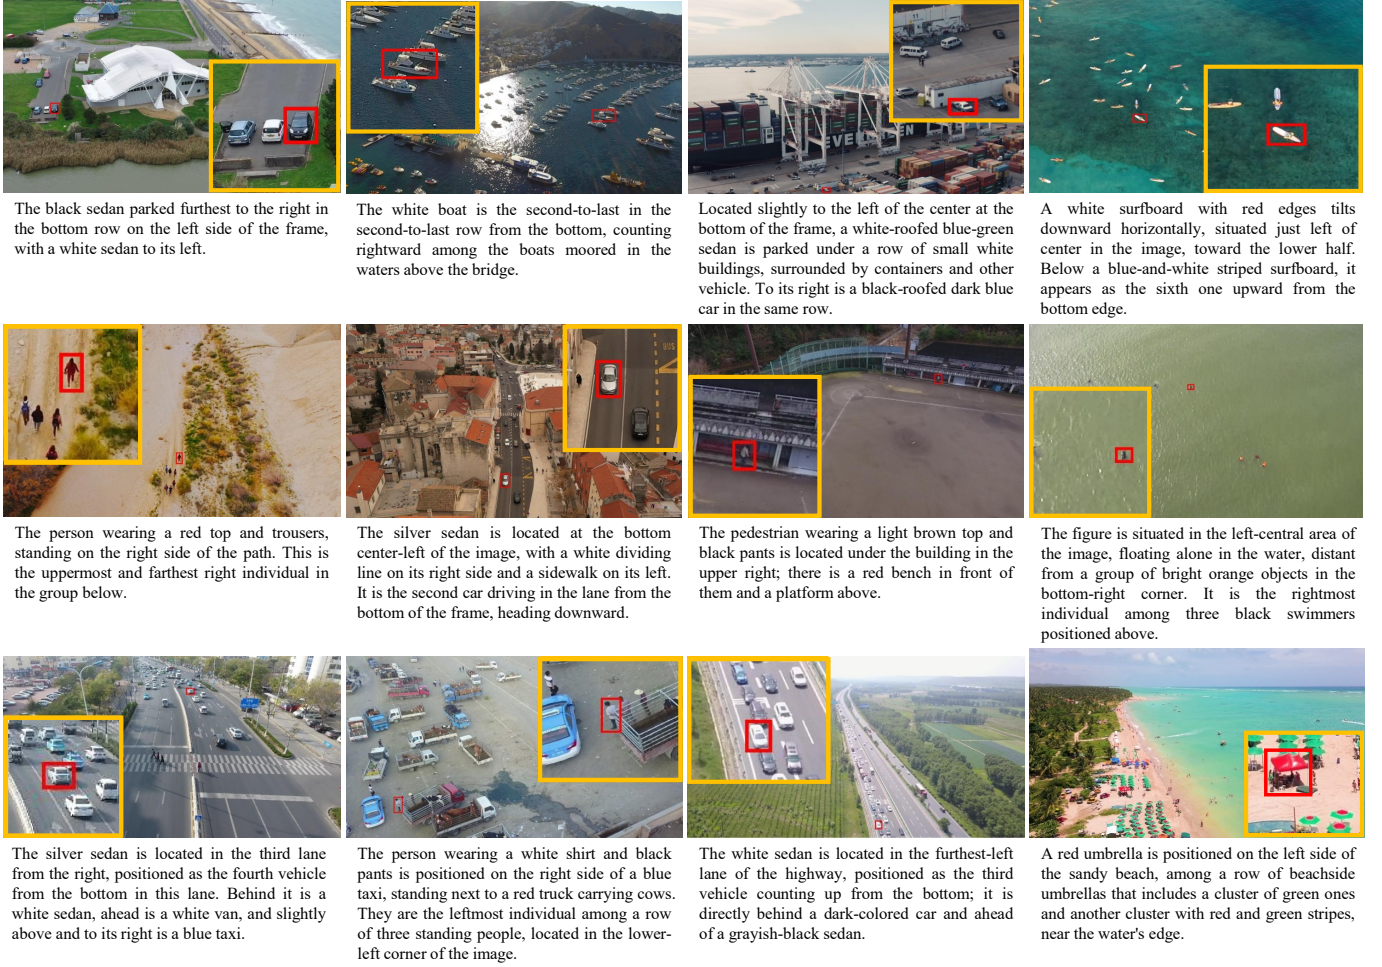 11
EVERGREEN
The black sedan parked furthest to the right in
the bottom row on the left side of the frame,
with a white sedan to its left.
The white boat is the second-to-last in the
second-to-last row from the bottom, counting
rightward among the boats moored in the
waters above the bridge.
Located slightly to the left of the center at the
bottom of the frame, a white-roofed blue-green
sedan is parked under a row of small white
buildings, surrounded by containers and other
vehicle. To its right is a black-roofed dark blue
car in the same row.
A white surfboard with red edges tilts
downward horizontally, situated just left of
center in the image, toward the lower half.
Below a blue-and-white striped surfboard, it
appears as the sixth one upward from the
bottom edge.
The person wearing a red top and trousers,
standing on the right side of the path. This is
the uppermost and farthest right individual in
the group below.
The silver sedan is located at the bottom
center-left of the image, with a white dividing
line on its right side and a sidewalk on its left.
It is the second car driving in the lane from the
bottom of the frame, heading downward.
The pedestrian wearing a light brown top and
black pants is located under the building in the
upper right; there is a red bench in front of
them and a platform above.
The figure is situated in the left-central area of
the image, floating alone in the water, distant
from a group of bright orange objects in the
bottom-right corner. It is the rightmost
individual among three black swimmers
positioned above.
The silver sedan is located in the third lane
from the right, positioned as the fourth vehicle
from the bottom in this lane. Behind it is a
white sedan, ahead is a white van, and slightly
above and to its right is a blue taxi.
The person wearing a white shirt and black
pants is positioned on the right side of a blue
taxi, standing next to a red truck carrying cows.
They are the leftmost individual among a row
of three standing people, located in the lower-
left corner of the image.
The white sedan is located in the furthest-left
lane of the highway, positioned as the third
vehicle counting up from the bottom; it is
directly behind a dark-colored car and ahead
of a grayish-black sedan.
A red umbrella is positioned on the left side of
the sandy beach, among a row of beachside
umbrellas that includes a cluster of green ones
and another cluster with red and green stripes,
near the water's edge.